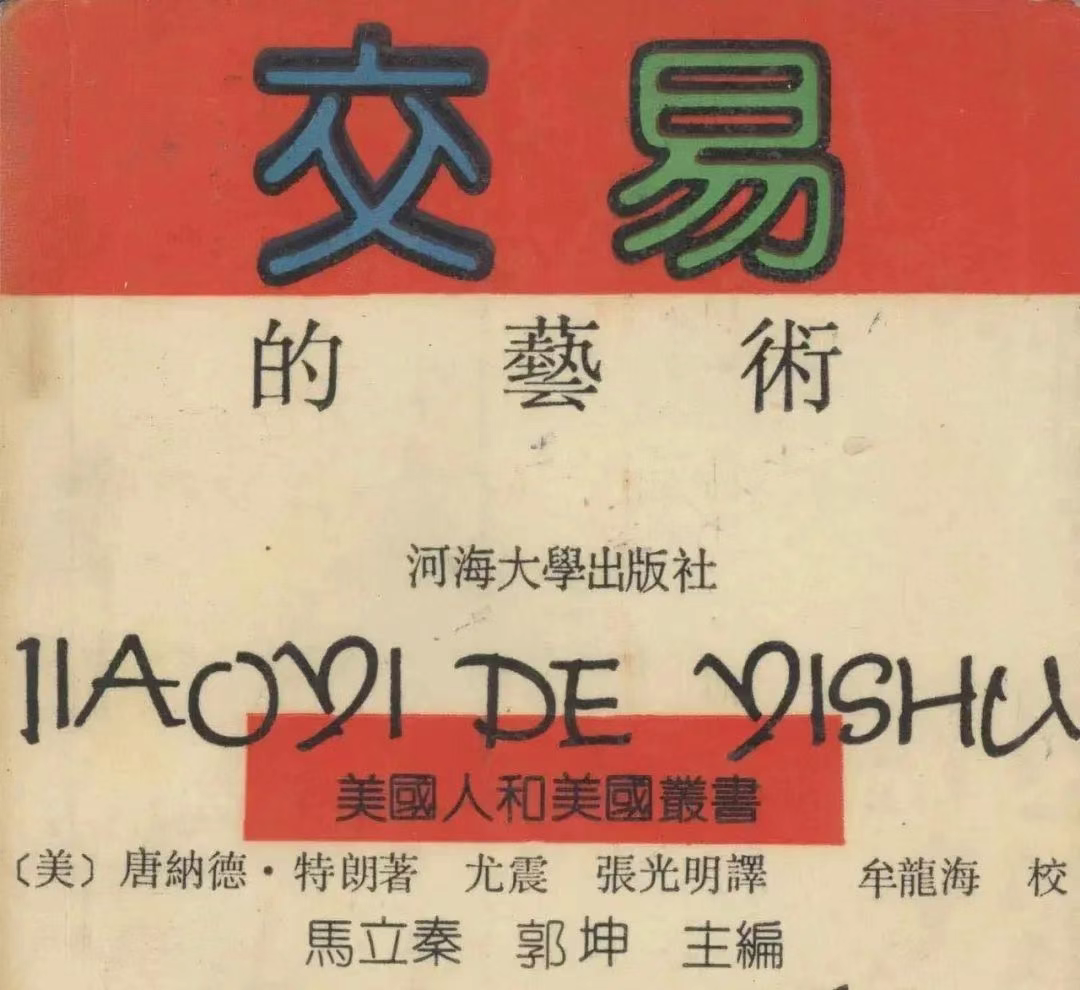 交易
的藝術
河海大學出版社
JIAOYI DE YISHU
美國人和美國叢書
〔美〕唐納德・特朗著 尤震 張光明譯 牟龍海 校
馬立秦 郭坤 主編